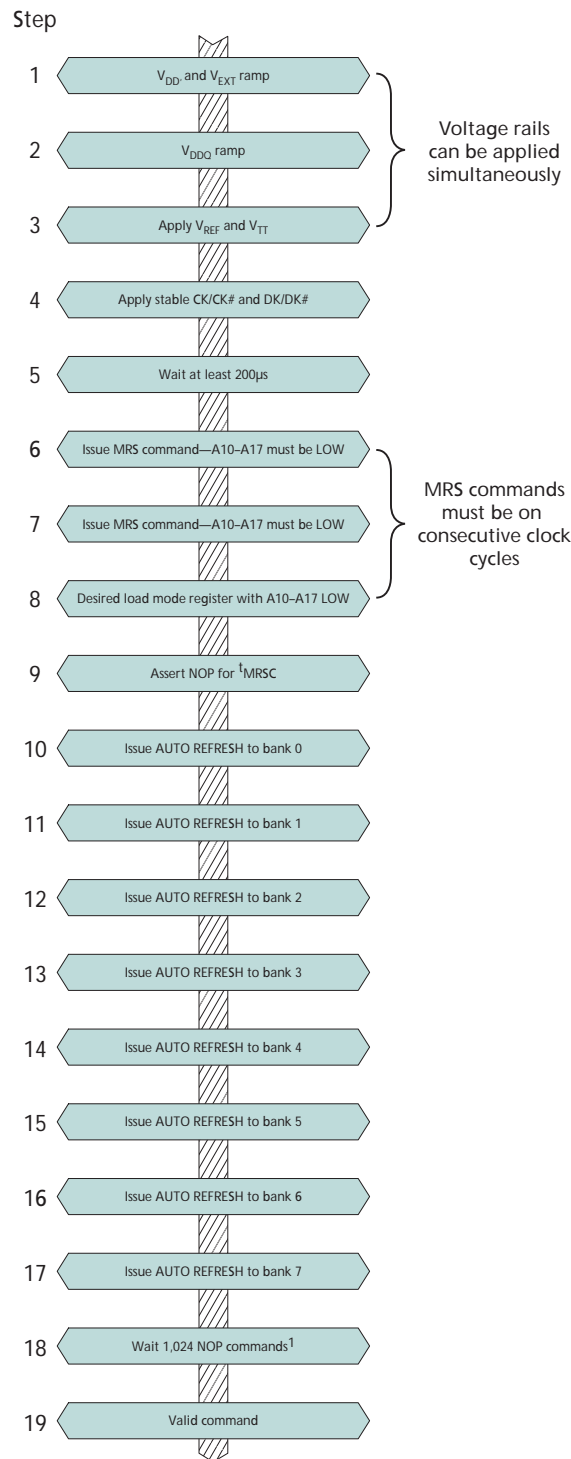 Step
1 V_DD, and V_EXT ramp
2 V_DDQ ramp
3 Apply V_REF and V_TT
Voltage rails
can be applied
simultaneously
4 Apply stable CK/CK# and DK/DK#
5 Wait at least 200µs
6 Issue MRS command—A10–A17 must be LOW
7 Issue MRS command—A10–A17 must be LOW
8 Desired load mode register with A10–A17 LOW
MRS commands
must be on
consecutive clock
cycles
9 Assert NOP for ᵗMRSC
10 Issue AUTO REFRESH to bank 0
11 Issue AUTO REFRESH to bank 1
12 Issue AUTO REFRESH to bank 2
13 Issue AUTO REFRESH to bank 3
14 Issue AUTO REFRESH to bank 4
15 Issue AUTO REFRESH to bank 5
16 Issue AUTO REFRESH to bank 6
17 Issue AUTO REFRESH to bank 7
18 Wait 1,024 NOP commands¹
19 Valid command